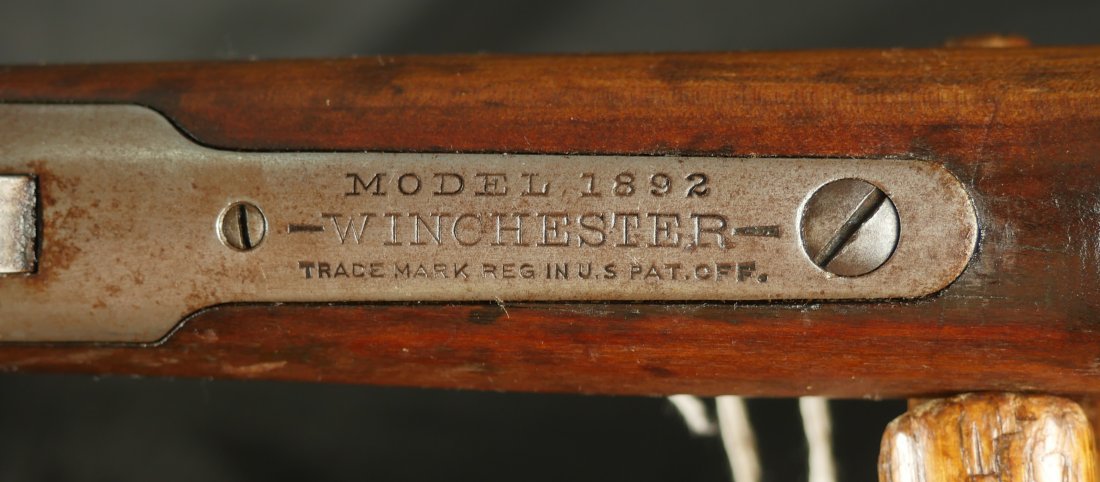 MODEL 1892
-WINCHESTER-
TRADE MARK REG IN U.S PAT. OFF.